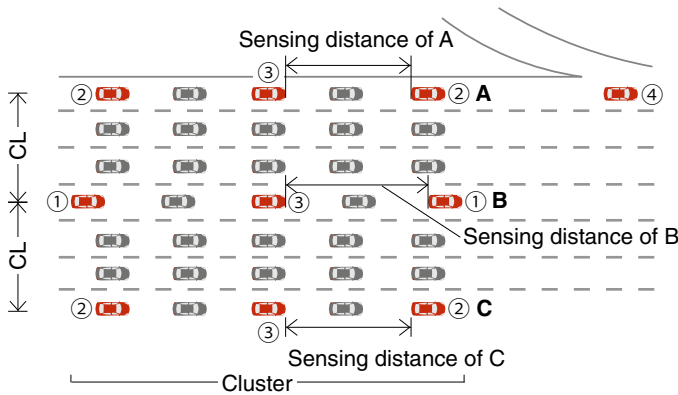 Sensing distance of A
③
② ② A ④
CL
① ③ ① B
Sensing distance of B
CL
② ② C
③
Sensing distance of C
Cluster